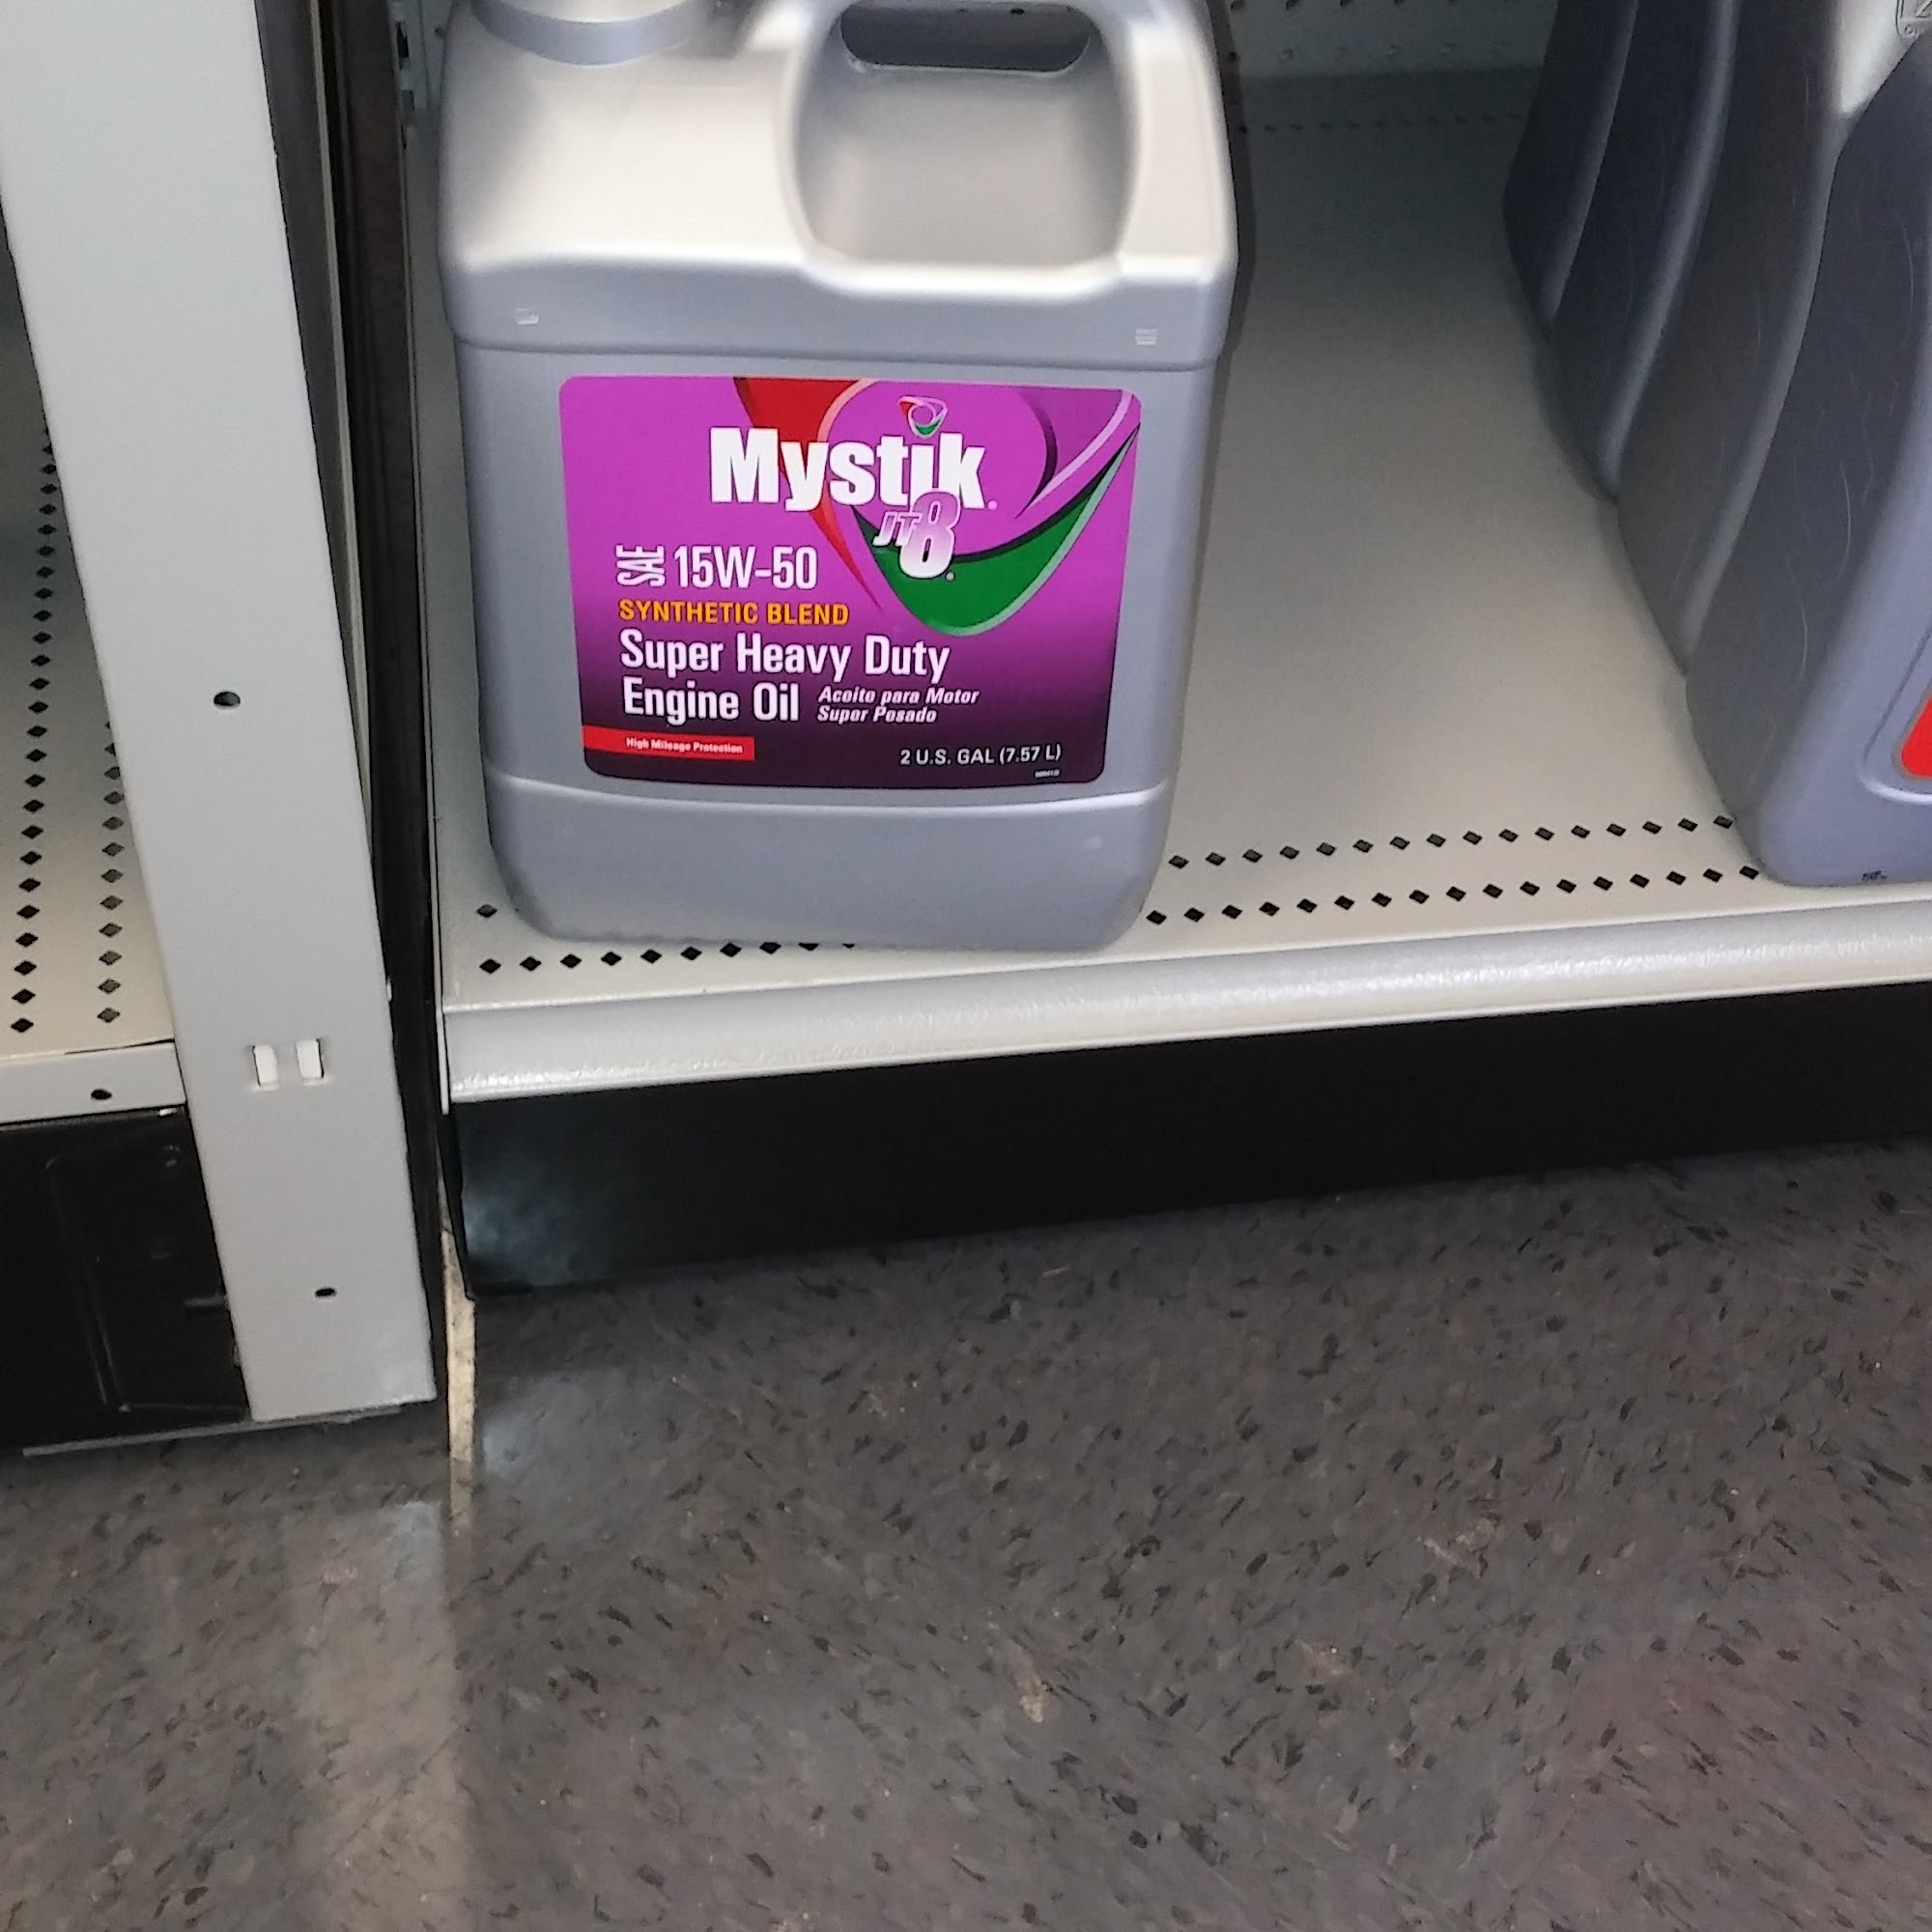 Mystik
JT8
SAE 15W-50
SYNTHETIC BLEND
Super Heavy Duty
Engine Oil
Aceite para Motor
Super Pesado
High Mileage Protection
2 U.S. GAL (7.57 L)